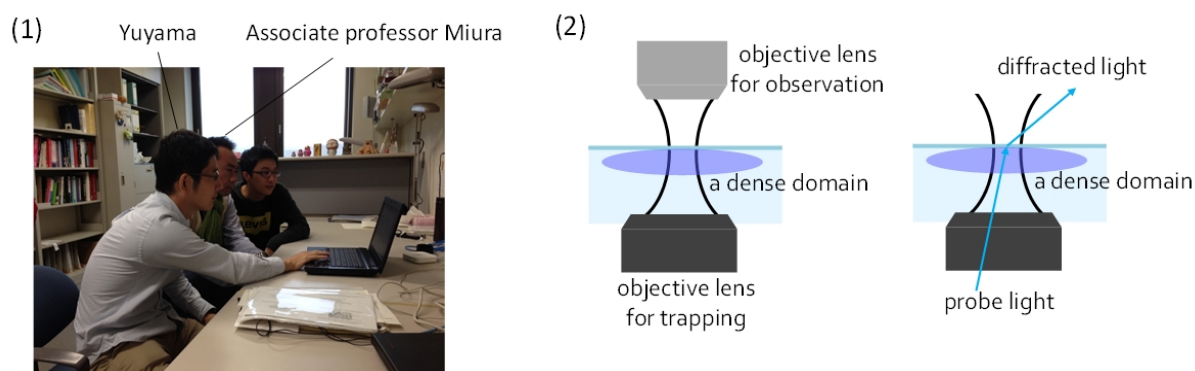 (1)
Yuyama
Associate professor Miura
(2)
objective lens
for observation
a dense domain
objective lens
for trapping
diffracted light
a dense domain
probe light